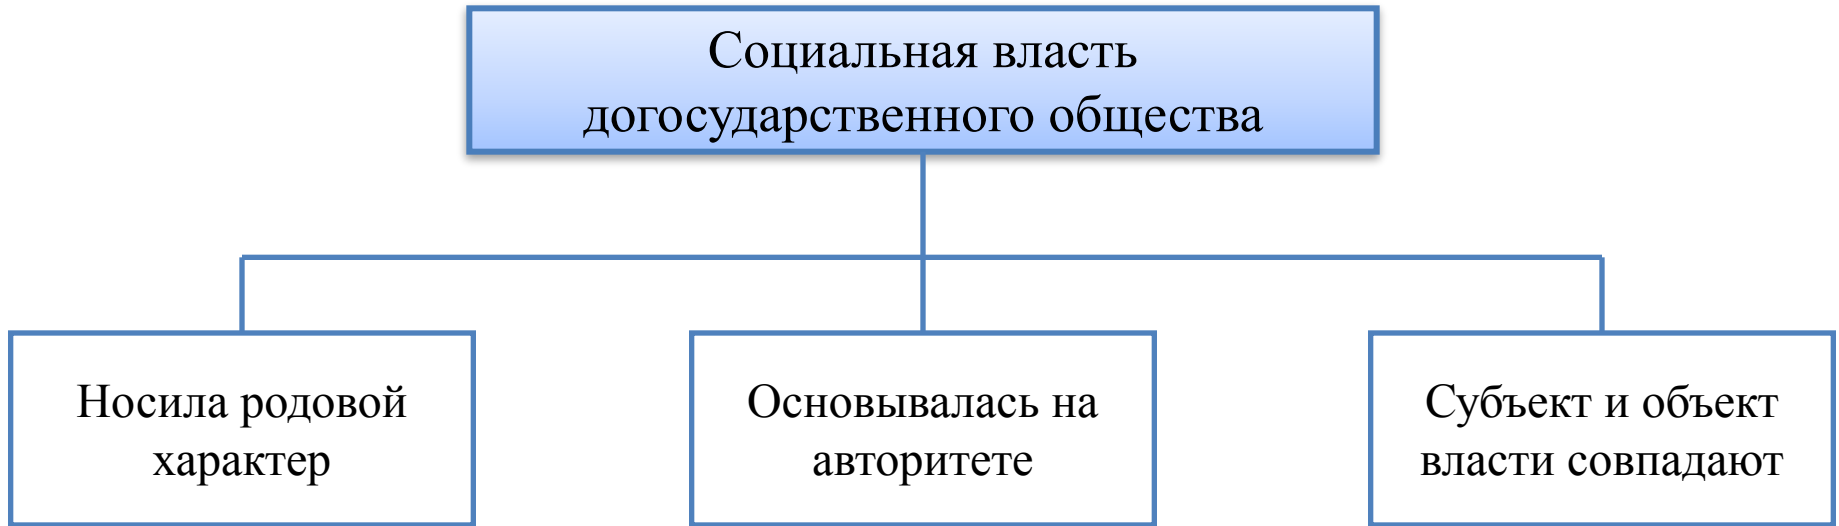 Социальная власть
догосударственного общества
Носила родовой
характер
Основывалась на
авторитете
Субъект и объект
власти совпадают